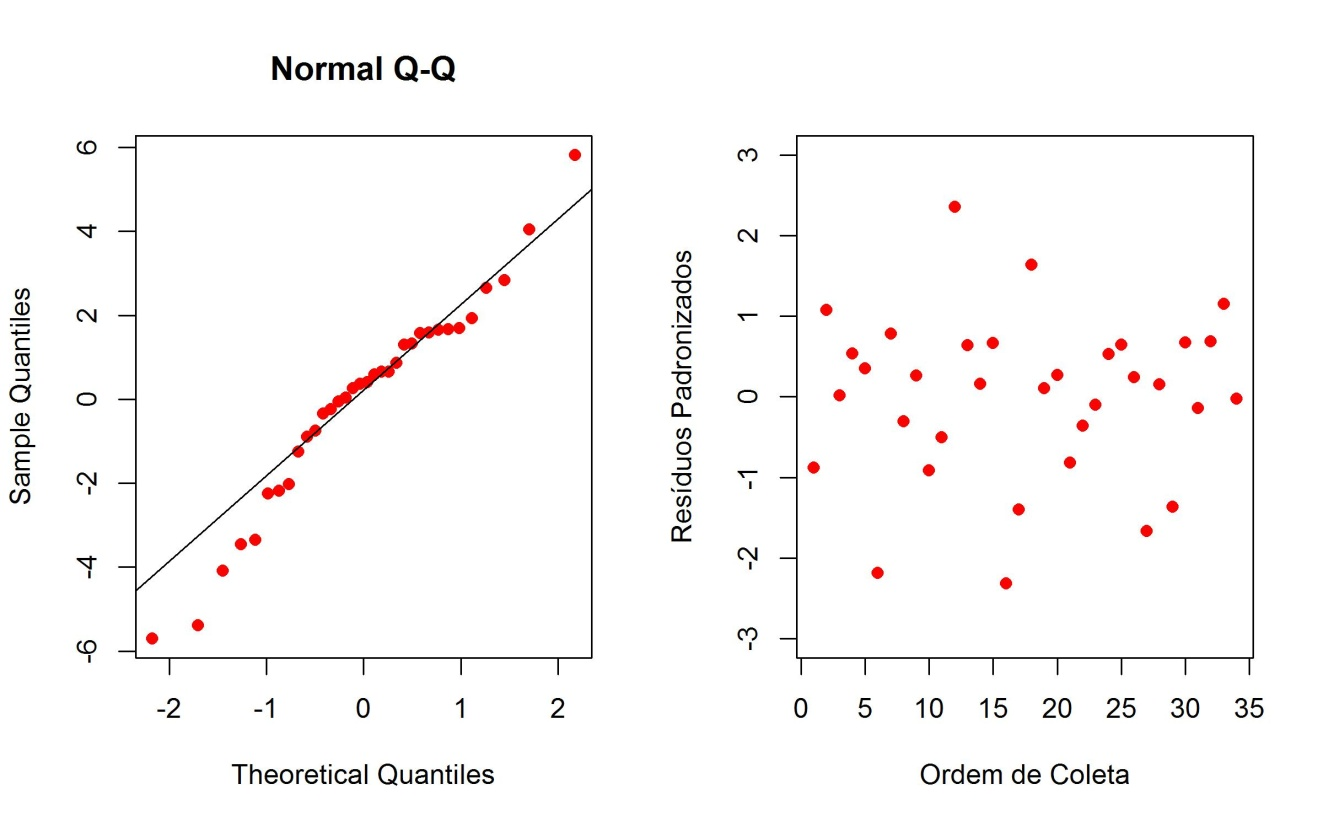 Normal Q-Q
Sample Quantiles
6
4
2
0
-2
-4
-6
-2 -1 0 1 2
Theoretical Quantiles
Resíduos Padronizados
3
2
1
0
-1
-2
-3
0 5 10 15 20 25 30 35
Ordem de Coleta